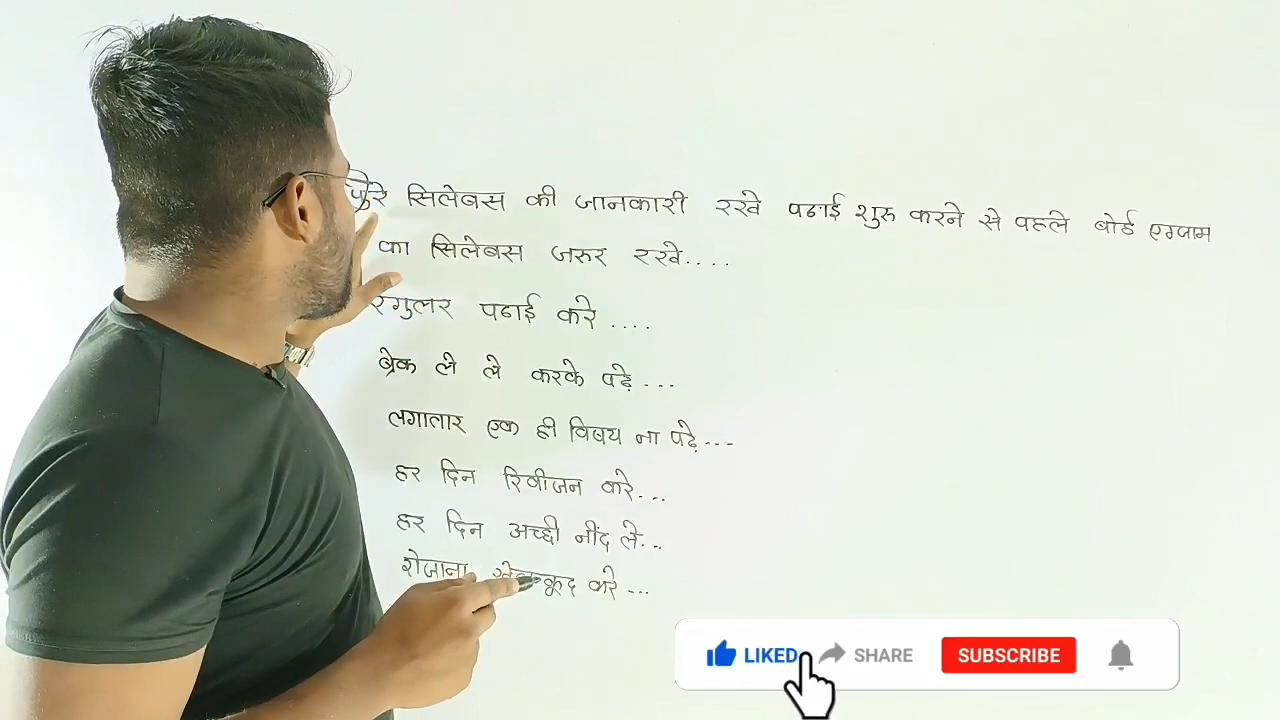 पुरे सिलेबस की जानकारी रखे पढाई शुरु करने से पहले बोर्ड एग्जाम
का सिलेबस जरुर रखे....
रेगुलर पढाई करे ....
ब्रेक ले ले करके पढ़े ...
लगातार एक ही विषय ना पढ़े ...
हर दिन रिवीजन करे...
हर दिन अच्छी नींद ले...
रोजाना खेलकूद करे ...
LIKED SHARE SUBSCRIBE